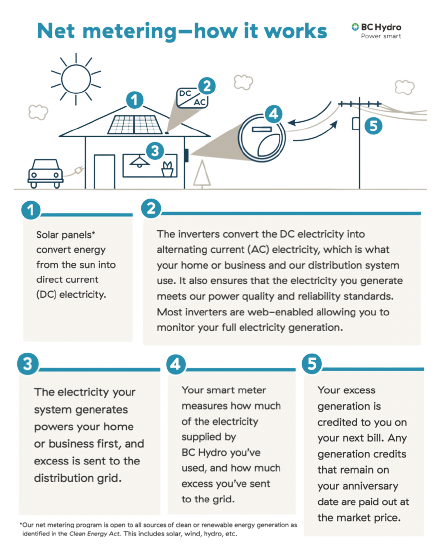 Net metering—how it works
BC Hydro
Power smart
1
2
DC
AC
3
4
5
1
Solar panels*
convert energy
from the sun into
direct current
(DC) electricity.
2
The inverters convert the DC electricity into
alternating current (AC) electricity, which is what
your home or business and our distribution system
use. It also ensures that the electricity you generate
meets our power quality and reliability standards.
Most inverters are web-enabled allowing you to
monitor your full electricity generation.
3
The electricity your
system generates
powers your home
or business first, and
excess is sent to the
distribution grid.
4
Your smart meter
measures how much
of the electricity
supplied by
BC Hydro you've
used, and how much
excess you've sent
to the grid.
5
Your excess
generation is
credited to you on
your next bill. Any
generation credits
that remain on
your anniversary
date are paid out at
the market price.
*Our net metering program is open to all sources of clean or renewable energy generation as
identified in the Clean Energy Act. This includes solar, wind, hydro, etc.